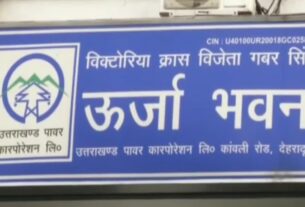 CIN : U40100UR20018GC025
विक्टोरिया क्रास विजेता गबर सि
ऊर्जा भवन
उत्तराखण्ड पावर
कारपोरेशन लि०
उत्तराखण्ड पावर कारपोरेशन लि० कांवली रोड, देहरादू